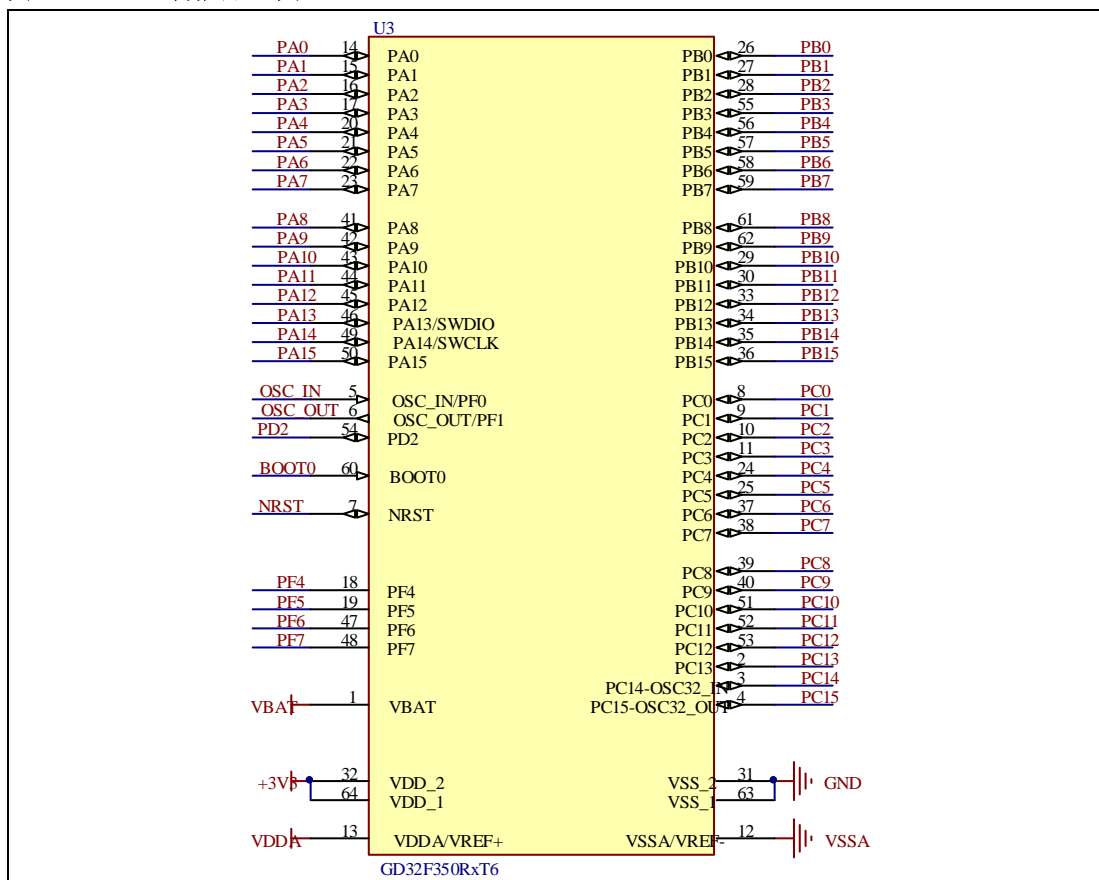 U3
PA0 14 PA0 PB0 26 PB0
PA1 15 PA1 PB1 27 PB1
PA2 16 PA2 PB2 28 PB2
PA3 17 PA3 PB3 55 PB3
PA4 20 PA4 PB4 56 PB4
PA5 21 PA5 PB5 57 PB5
PA6 22 PA6 PB6 58 PB6
PA7 23 PA7 PB7 59 PB7
PA8 41 PA8 PB8 61 PB8
PA9 42 PA9 PB9 62 PB9
PA10 43 PA10 PB10 29 PB10
PA11 44 PA11 PB11 30 PB11
PA12 45 PA12 PB12 33 PB12
PA13 46 PA13/SWDIO PB13 34 PB13
PA14 49 PA14/SWCLK PB14 35 PB14
PA15 50 PA15 PB15 36 PB15
OSC_IN 5 OSC_IN/PF0 PC0 8 PC0
OSC_OUT 6 OSC_OUT/PF1 PC1 9 PC1
PD2 54 PD2 PC2 10 PC2
PC3 11 PC3
BOOT0 60 BOOT0 PC4 24 PC4
PC5 25 PC5
NRST 7 NRST PC6 37 PC6
PC7 38 PC7
PC8 39 PC8
PF4 18 PF4 PC9 40 PC9
PF5 19 PF5 PC10 51 PC10
PF6 47 PF6 PC11 52 PC11
PF7 48 PF7 PC12 53 PC12
PC13 2 PC13
PC14-OSC32_IN 3 PC14
VBAT 1 VBAT PC15-OSC32_OUT 4 PC15
+3V3 32 VDD_2 VSS_2 31 GND
64 VDD_1 VSS_1 63
VDDA 13 VDDA/VREF+ VSSA/VREF- 12 VSSA
GD32F350RxT6